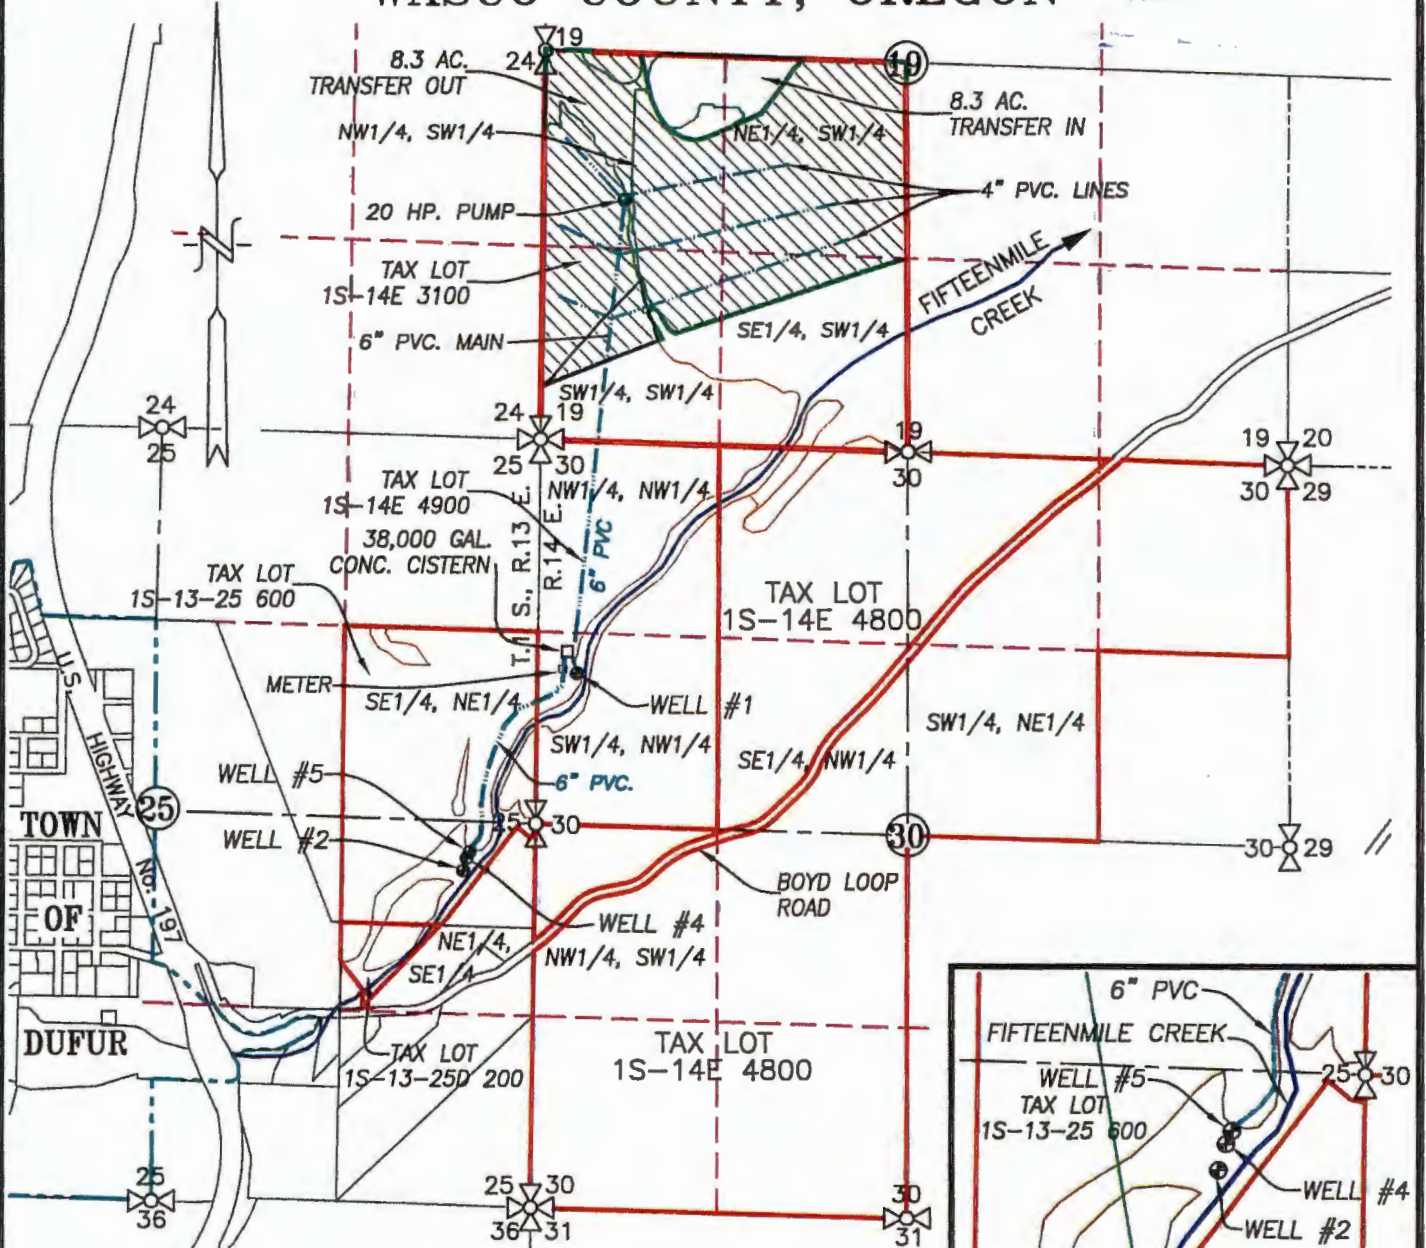 WASCO COUNTY, OREGON
19
24
8.3 AC.
TRANSFER OUT
19
NW1/4, SW1/4
8.3 AC.
TRANSFER IN
NE1/4, SW1/4
4" PVC. LINES
20 HP. PUMP
N
TAX LOT
1S-14E 3100
FIFTEENMILE
CREEK
6" PVC. MAIN
SE1/4, SW1/4
SW1/4, SW1/4
24
25
24 19
25 30
19
30
19 20
30 29
TAX LOT
1S-14E 4900
NW1/4, NW1/4
38,000 GAL.
CONC. CISTERN
6" PVC
T.1 S., R.13 E.
R.14 E.
TAX LOT
1S-13-25 600
TAX LOT
1S-14E 4800
METER
SE1/4, NE1/4
WELL #1
SW1/4, NW1/4
SE1/4, NW1/4
SW1/4, NE1/4
U.S.
HIGHWAY
No. 197
WELL #5
6" PVC.
25
25 30
30
30 29
TOWN
OF
DUFUR
WELL #2
BOYD LOOP
ROAD
WELL #4
NE1/4,
SE1/4
NW1/4, SW1/4
TAX LOT
1S-13-25D 200
TAX LOT
1S-14E 4800
25
36
25 30
36 31
30
31
6" PVC
FIFTEENMILE CREEK
WELL #5
25 30
TAX LOT
1S-13-25 600
WELL #4
WELL #2